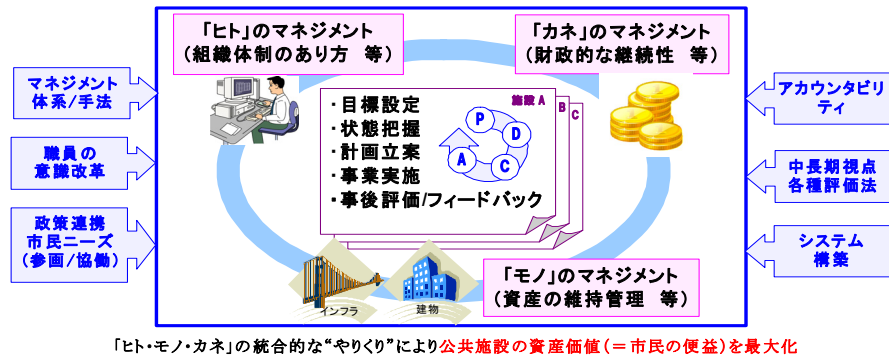 「ヒト」のマネジメント
（組織体制のあり方　等）
「カネ」のマネジメント
（財政的な継続性　等）
マネジメント
体系/手法
職員の
意識改革
政策連携
市民ニーズ
（参画/協働）
施設 A
B
C
・目標設定
・状態把握
・計画立案
・事業実施
・事後評価/フィードバック
P
D
C
A
アカウンタビリ
ティ
中長期視点
各種評価法
システム
構築
インフラ
建物
「モノ」のマネジメント
（資産の維持管理　等）
「ヒト・モノ・カネ」の統合的な“やりくり”により公共施設の資産価値（＝市民の便益）を最大化